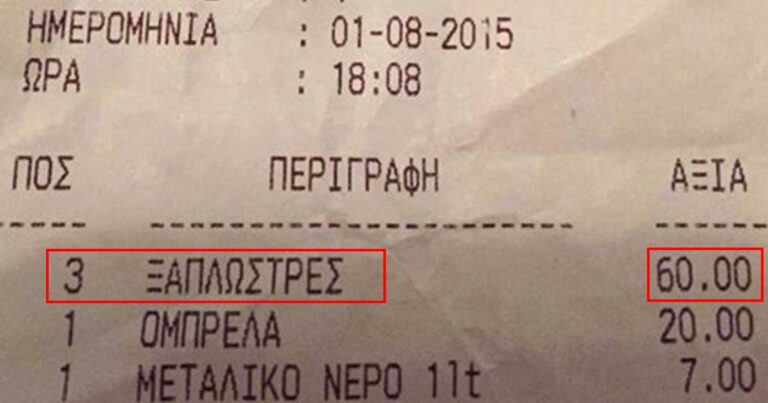 ΗΜΕΡΟΜΗΝΙΑ : 01-08-2015
ΩΡΑ : 18:08
ΠΟΣ ΠΕΡΙΓΡΑΦΗ ΑΞΙΑ
3 ΞΑΠΛΩΣΤΡΕΣ 60.00
1 ΟΜΠΡΕΛΑ 20.00
1 ΜΕΤΑΛΙΚΟ ΝΕΡΟ 1lt 7.00